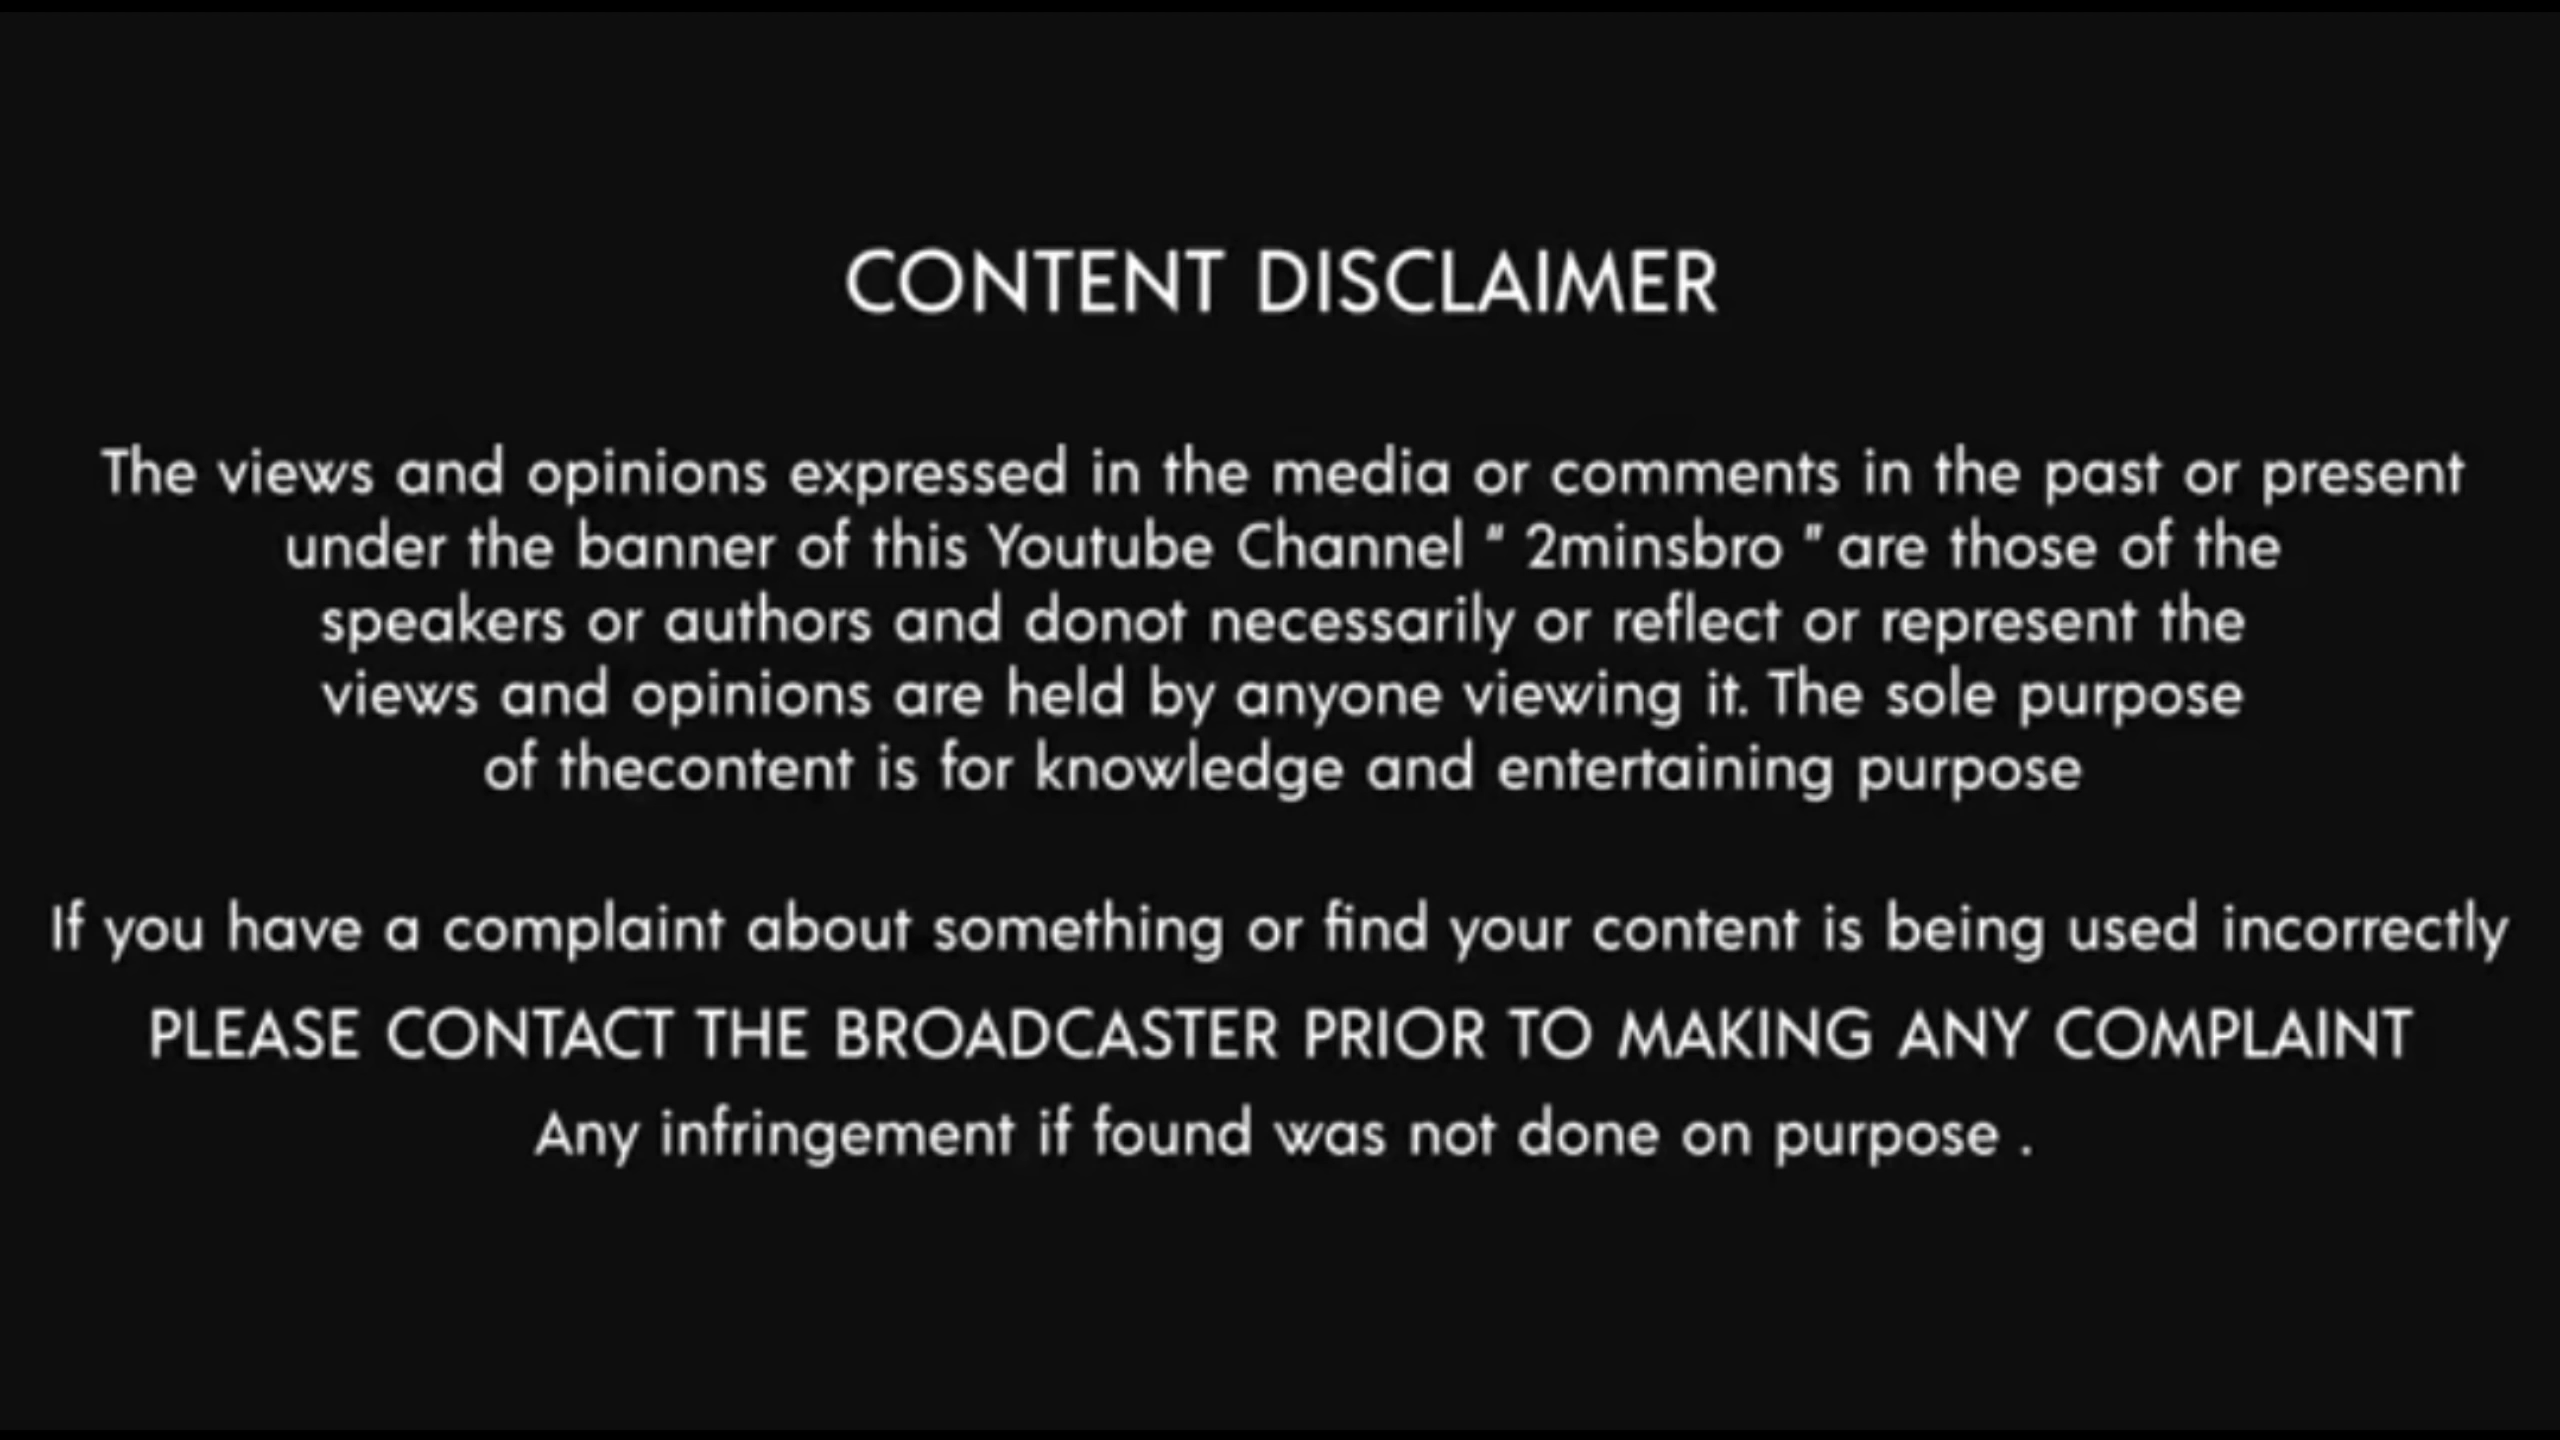 CONTENT DISCLAIMER
The views and opinions expressed in the media or comments in the past or present
under the banner of this Youtube Channel “ 2minsbro ” are those of the
speakers or authors and donot necessarily or reflect or represent the
views and opinions are held by anyone viewing it. The sole purpose
of thecontent is for knowledge and entertaining purpose
If you have a complaint about something or find your content is being used incorrectly
PLEASE CONTACT THE BROADCASTER PRIOR TO MAKING ANY COMPLAINT
Any infringement if found was not done on purpose .